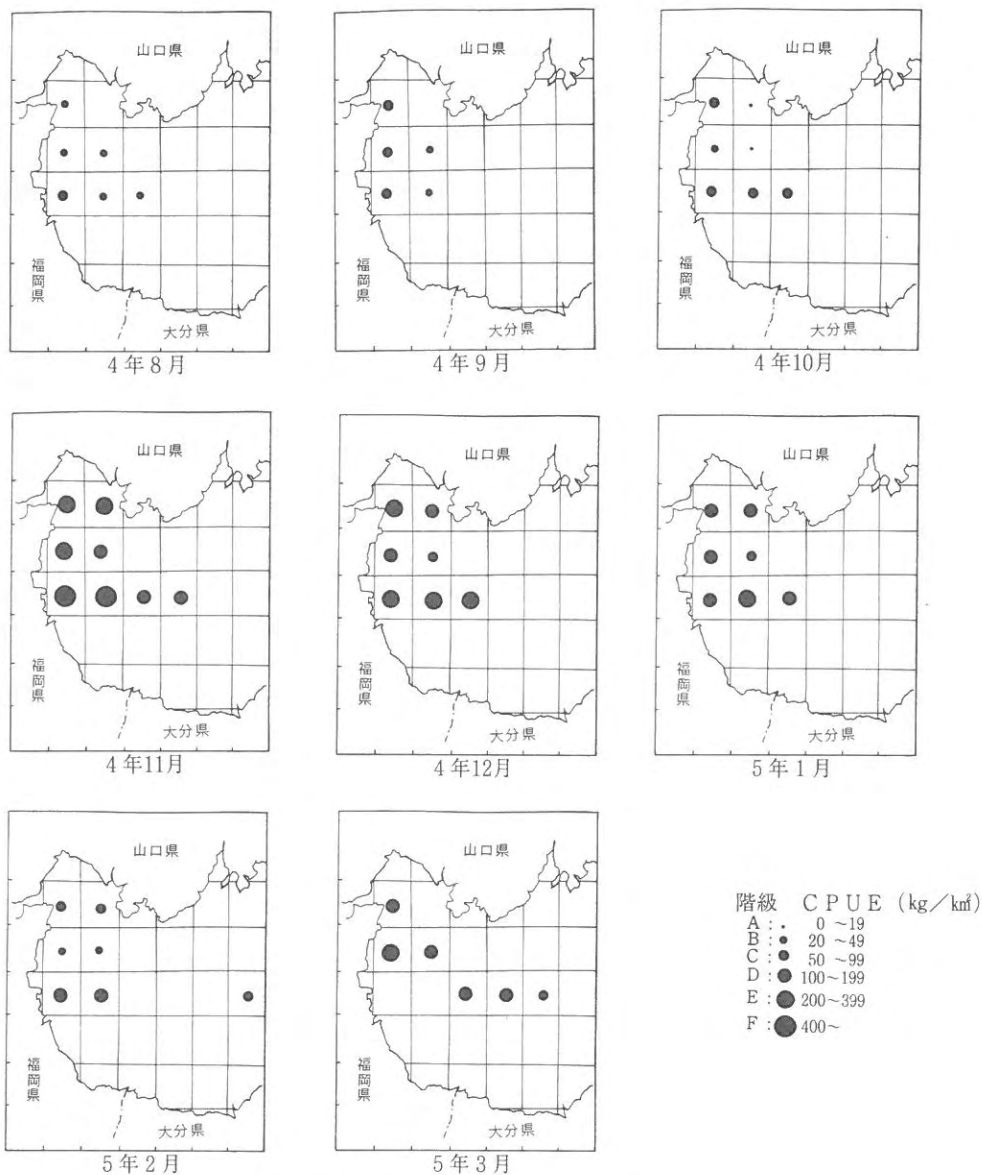 山口県
福岡県
大分県
4年8月
山口県
福岡県
大分県
4年9月
山口県
福岡県
大分県
4年10月
山口県
福岡県
大分県
4年11月
山口県
福岡県
大分県
4年12月
山口県
福岡県
大分県
5年1月
山口県
福岡県
大分県
5年2月
山口県
福岡県
大分県
5年3月
階級 CPUE (kg/k㎡)
A: 0~19
B: 20~49
C: 50~99
D: 100~199
E: 200~399
F: 400~